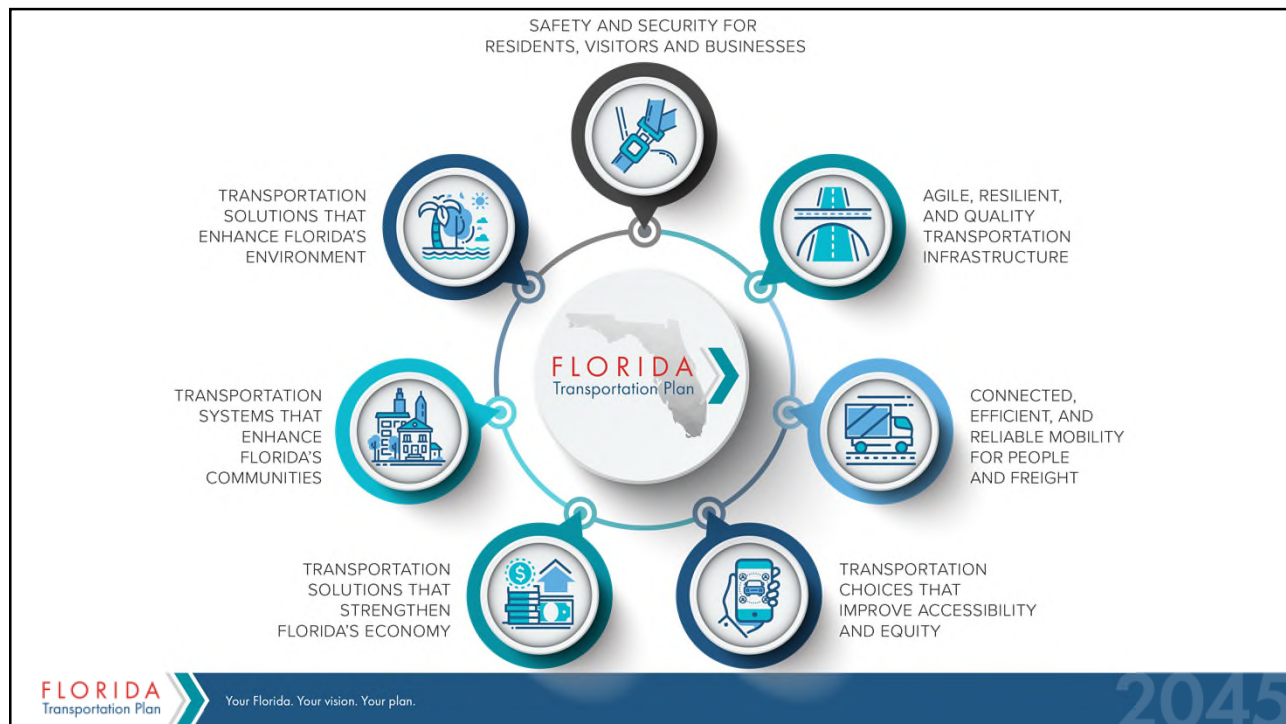 SAFETY AND SECURITY FOR
RESIDENTS, VISITORS AND BUSINESSES
AGILE, RESILIENT,
AND QUALITY
TRANSPORTATION
INFRASTRUCTURE
CONNECTED,
EFFICIENT, AND
RELIABLE MOBILITY
FOR PEOPLE
AND FREIGHT
TRANSPORTATION
CHOICES THAT
IMPROVE ACCESSIBILITY
AND EQUITY
TRANSPORTATION
SOLUTIONS THAT
STRENGTHEN
FLORIDA'S ECONOMY
TRANSPORTATION
SYSTEMS THAT
ENHANCE
FLORIDA'S
COMMUNITIES
TRANSPORTATION
SOLUTIONS THAT
ENHANCE FLORIDA'S
ENVIRONMENT
FLORIDA
Transportation Plan
$
FLORIDA
Transportation Plan
Your Florida. Your vision. Your plan.
2045